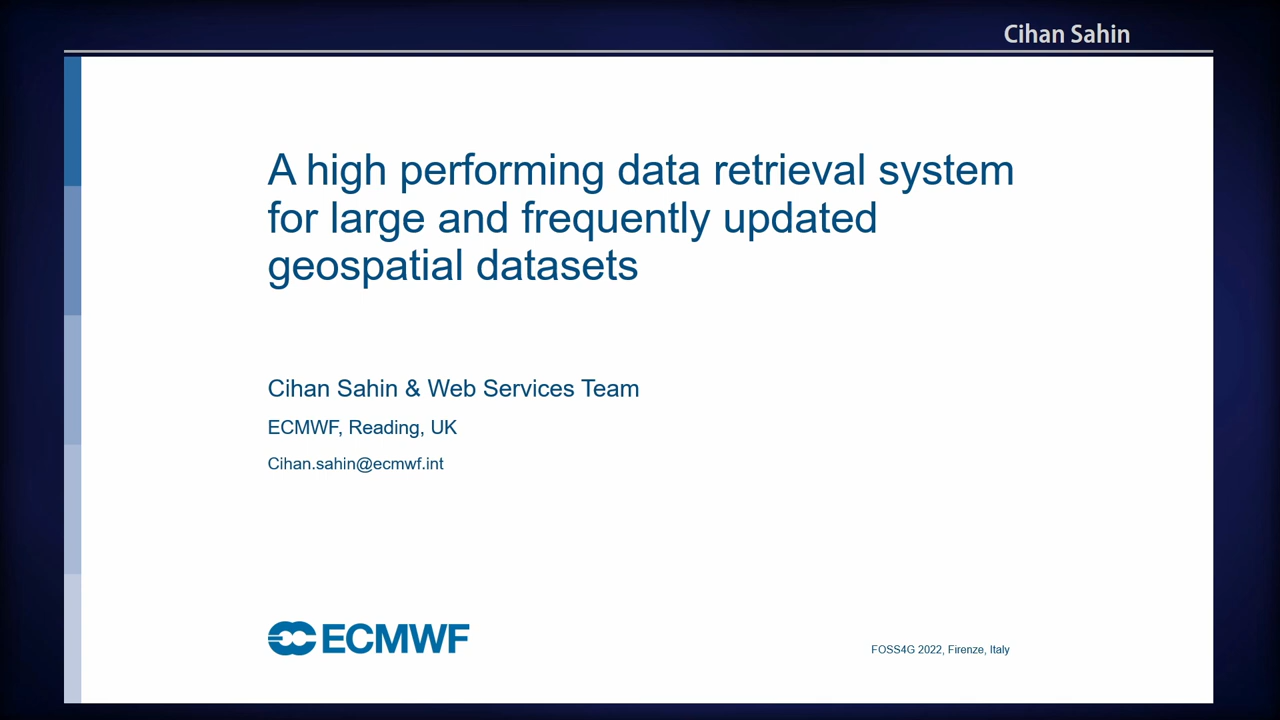 Cihan Sahin
A high performing data retrieval system
for large and frequently updated
geospatial datasets
Cihan Sahin & Web Services Team
ECMWF, Reading, UK
Cihan.sahin@ecmwf.int
ECMWF
FOSS4G 2022, Firenze, Italy